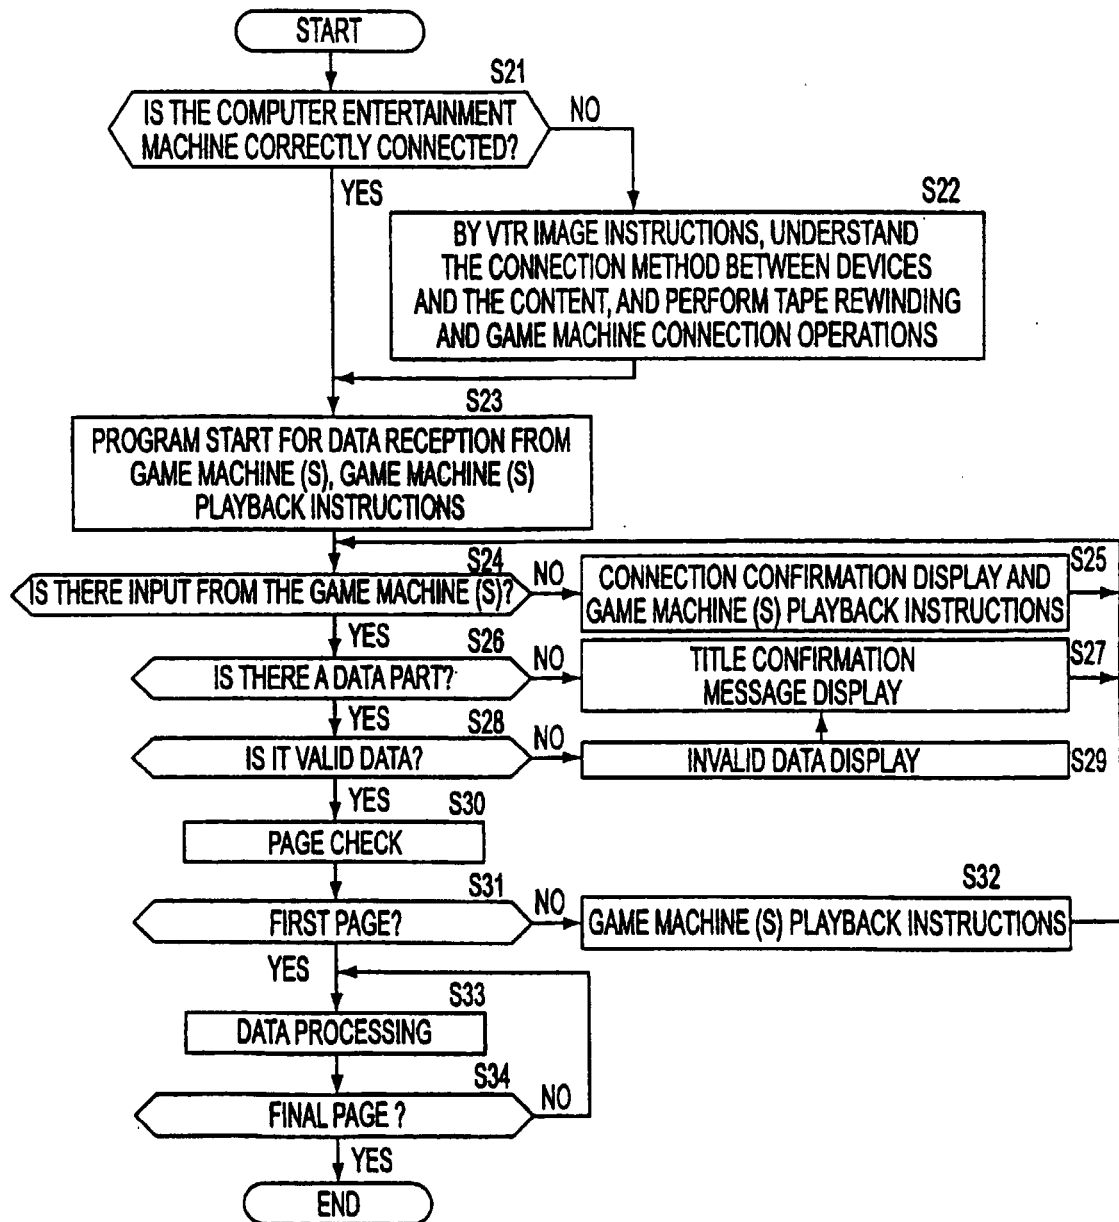 START
S21
IS THE COMPUTER ENTERTAINMENT
MACHINE CORRECTLY CONNECTED?
NO
YES
S22
BY VTR IMAGE INSTRUCTIONS, UNDERSTAND
THE CONNECTION METHOD BETWEEN DEVICES
AND THE CONTENT, AND PERFORM TAPE REWINDING
AND GAME MACHINE CONNECTION OPERATIONS
S23
PROGRAM START FOR DATA RECEPTION FROM
GAME MACHINE (S), GAME MACHINE (S)
PLAYBACK INSTRUCTIONS
S24
IS THERE INPUT FROM THE GAME MACHINE (S)?
NO
YES
S25
CONNECTION CONFIRMATION DISPLAY AND
GAME MACHINE (S) PLAYBACK INSTRUCTIONS
S26
IS THERE A DATA PART?
NO
YES
S27
TITLE CONFIRMATION
MESSAGE DISPLAY
S28
IS IT VALID DATA?
NO
YES
INVALID DATA DISPLAY
S29
S30
PAGE CHECK
S31
FIRST PAGE?
NO
YES
S32
GAME MACHINE (S) PLAYBACK INSTRUCTIONS
S33
DATA PROCESSING
S34
FINAL PAGE ?
NO
YES
END